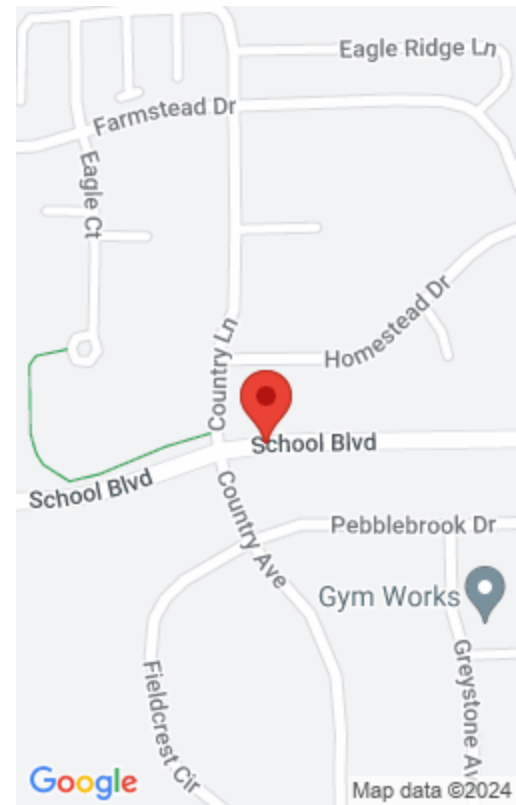 Eagle Ridge Ln
Farmstead Dr
Eagle Ct
Country Ln
Homestead Dr
School Blvd
School Blvd
Country Ave
Pebblebrook Dr
Gym Works
Greystone Av
Fieldcrest Cir
Google
Map data ©2024